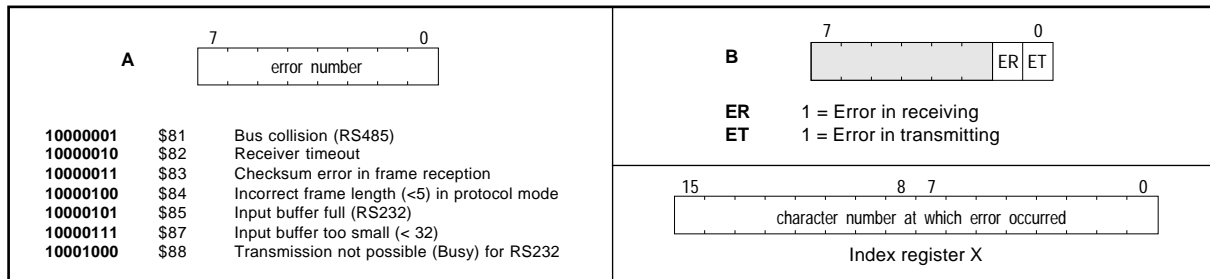 7 0
A
error number
10000001 $81 Bus collision (RS485)
10000010 $82 Receiver timeout
10000011 $83 Checksum error in frame reception
10000100 $84 Incorrect frame length (<5) in protocol mode
10000101 $85 Input buffer full (RS232)
10000111 $87 Input buffer too small (< 32)
10001000 $88 Transmission not possible (Busy) for RS232
7 0
B
ER ET
ER 1 = Error in receiving
ET 1 = Error in transmitting
15 8 7 0
character number at which error occurred
Index register X